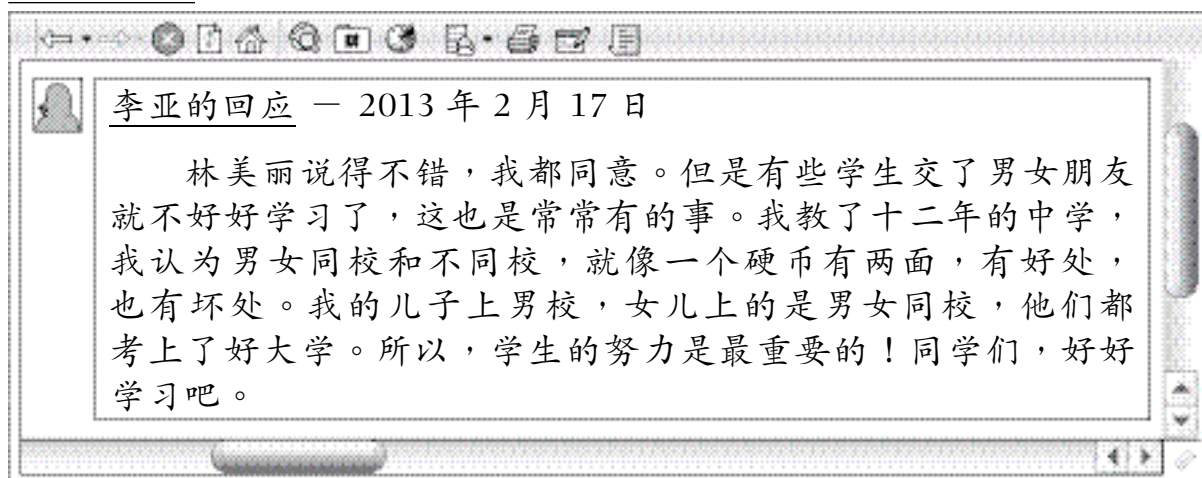 李亚的回应 － 2013 年 2 月 17 日
林美丽说得不错，我都同意。但是有些学生交了男女朋友
就不好好学习了，这也是常常有的事。我教了十二年的中学，
我认为男女同校和不同校，就像一个硬币有两面，有好处，
也有坏处。我的儿子上男校，女儿上的是男女同校，他们都
考上了好大学。所以，学生的努力是最重要的！同学们，好好
学习吧。